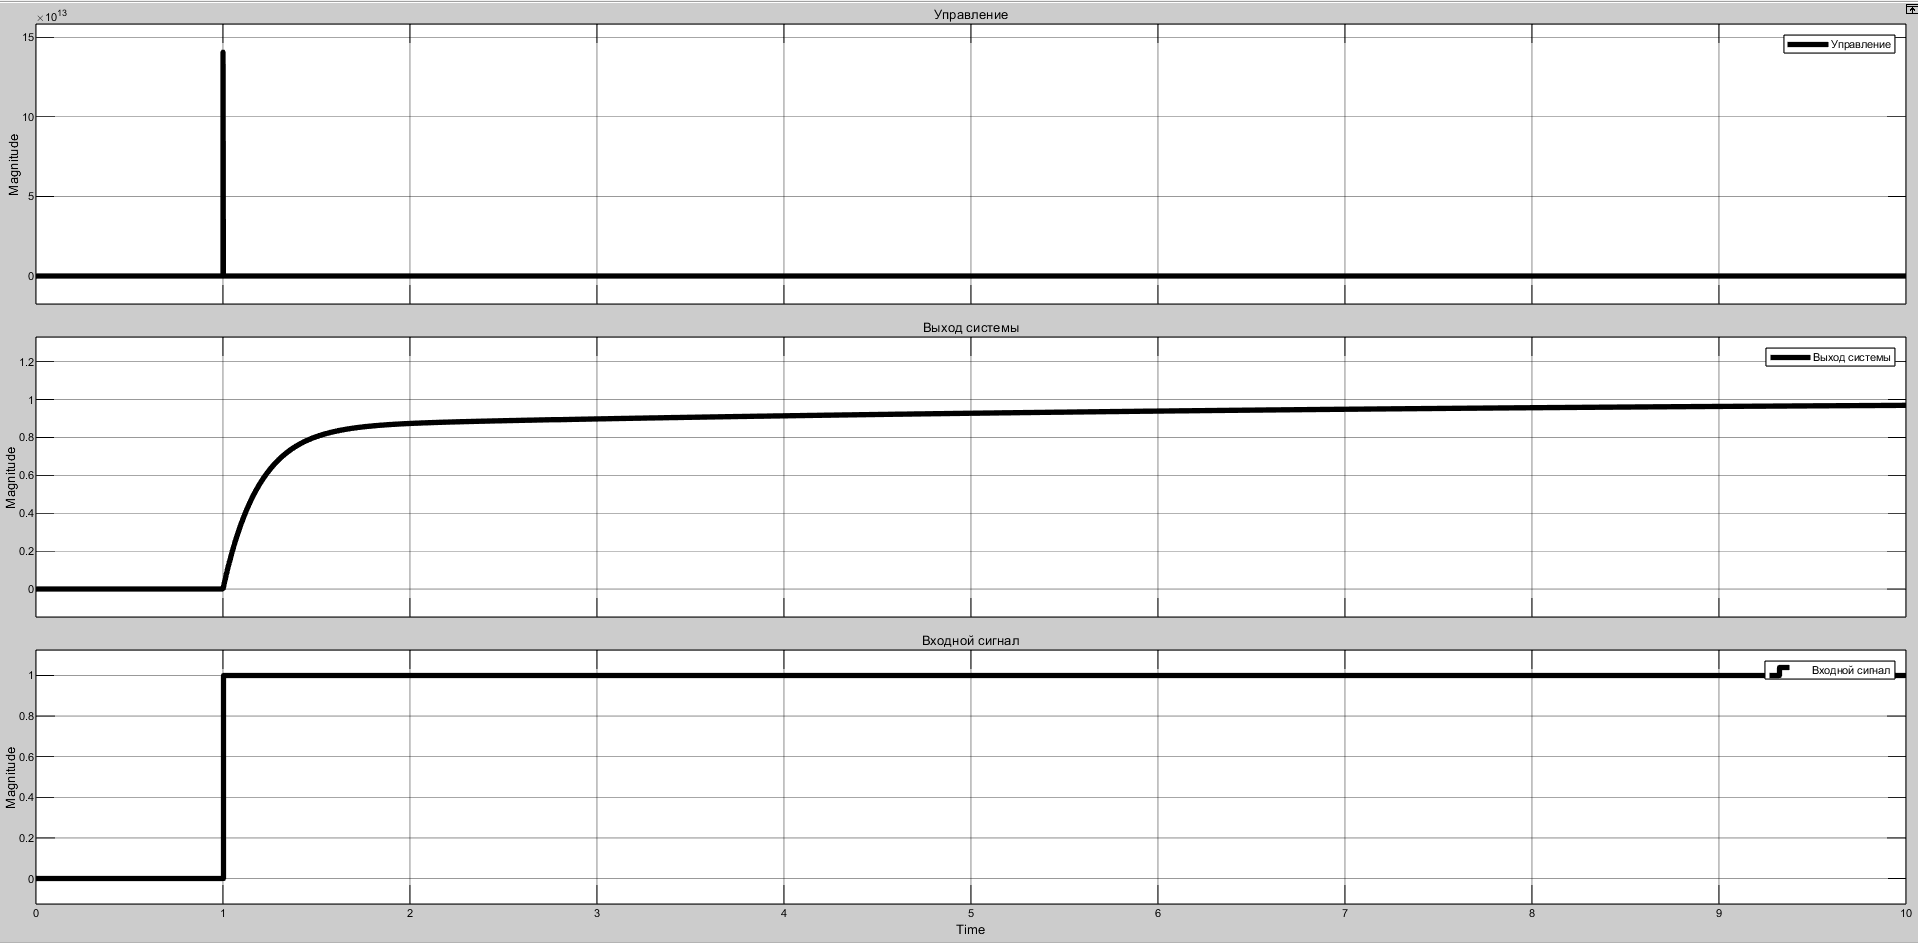 ×10^13
Управление
15
10
5
0
Magnitude
Управление
Выход системы
1.2
1
0.8
0.6
0.4
0.2
0
Magnitude
Выход системы
Входной сигнал
1
0.8
0.6
0.4
0.2
0
Magnitude
Входной сигнал
0 1 2 3 4 5 6 7 8 9 10
Time